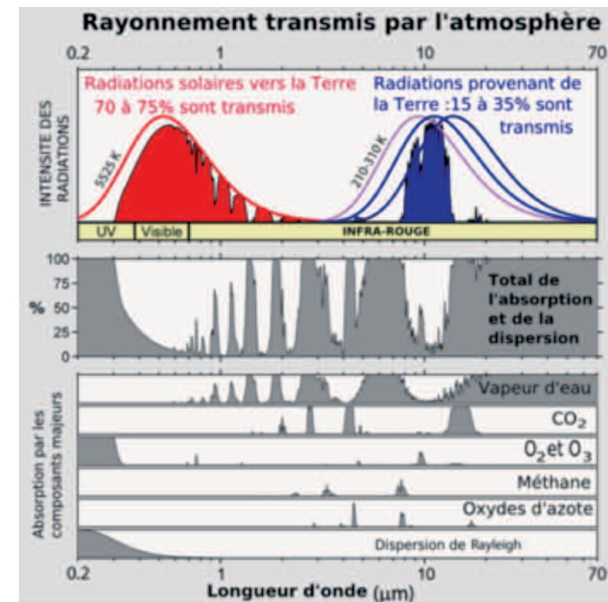 Rayonnement transmis par l'atmosphère
0.2 1 10 70
Radiations solaires vers la Terre
70 à 75% sont transmis
Radiations provenant de
la Terre :15 à 35% sont
transmis
INTENSITE DES
RADIATIONS
5525 K
210-310 K
UV Visible INFRA-ROUGE
100
75
50
25
0
%
Total de
l'absorption
et de la
dispersion
Absorption par les
composants majeurs
Vapeur d'eau
CO₂
O₂et O₃
Méthane
Oxydes d'azote
Dispersion de Rayleigh
0.2 1 10 70
Longueur d'onde (μm)